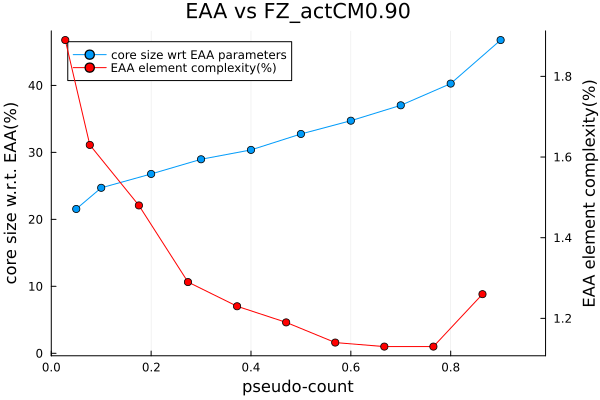 EAA vs FZ_actCM0.90
core size wrt EAA parameters
EAA element complexity(%)
core size w.r.t. EAA(%)
40
30
20
10
0
EAA element complexity(%)
1.8
1.6
1.4
1.2
0.0 0.2 0.4 0.6 0.8
pseudo-count